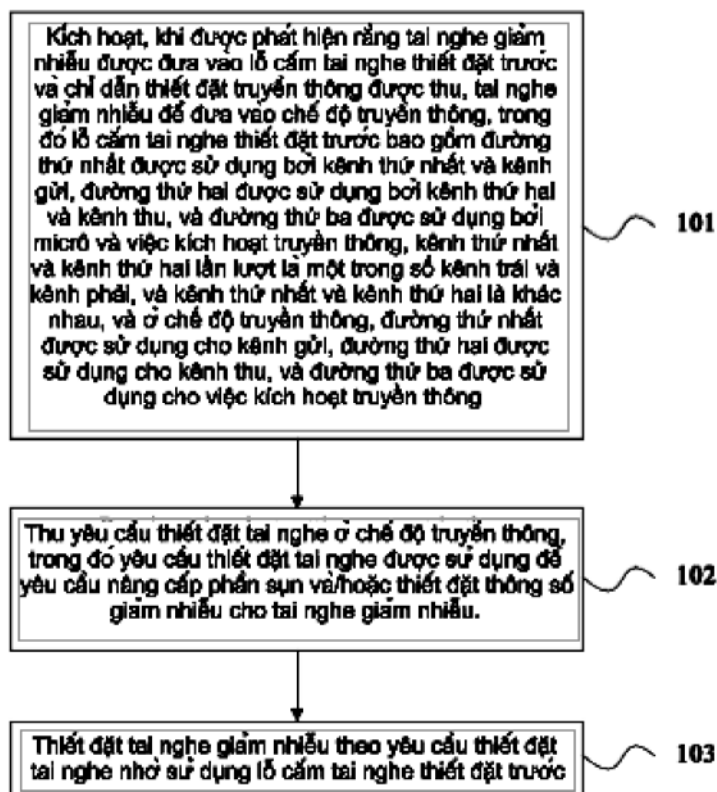 Kích hoạt, khi được phát hiện rằng tai nghe giảm
nhiễu được đưa vào lỗ cắm tai nghe thiết đặt trước
và chỉ dẫn thiết đặt truyền thông được thu, tai nghe
giảm nhiễu để đưa vào chế độ truyền thông, trong
đó lỗ cắm tai nghe thiết đặt trước bao gồm đường
thứ nhất được sử dụng bởi kênh thứ nhất và kênh
gửi, đường thứ hai được sử dụng bởi kênh thứ hai
và kênh thu, và đường thứ ba được sử dụng bởi
micrô và việc kích hoạt truyền thông, kênh thứ nhất
và kênh thứ hai lần lượt là một trong số kênh trái và
kênh phải, và kênh thứ nhất và kênh thứ hai là khác
nhau, và ở chế độ truyền thông, đường thứ nhất
được sử dụng cho kênh gửi, đường thứ hai được
sử dụng cho kênh thu, và đường thứ ba được sử
dụng cho việc kích hoạt truyền thông
101
Thu yêu cầu thiết đặt tai nghe ở chế độ truyền thông,
trong đó yêu cầu thiết đặt tai nghe được sử dụng để
yêu cầu nâng cấp phần sụn và/hoặc thiết đặt thông số
giảm nhiễu cho tai nghe giảm nhiễu.
102
Thiết đặt tai nghe giảm nhiễu theo yêu cầu thiết đặt
tai nghe nhờ sử dụng lỗ cắm tai nghe thiết đặt trước
103